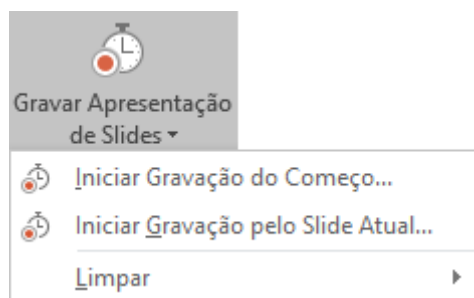 Gravar Apresentação
de Slides
Iniciar Gravação do Começo...
Iniciar Gravação pelo Slide Atual...
Limpar